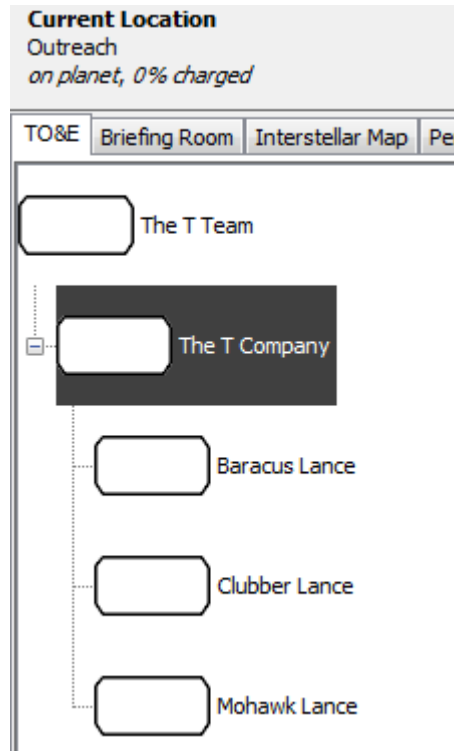 Current Location
Outreach
on planet, 0% charged
TO&E Briefing Room Interstellar Map Pe
The T Team
The T Company
Baracus Lance
Clubber Lance
Mohawk Lance